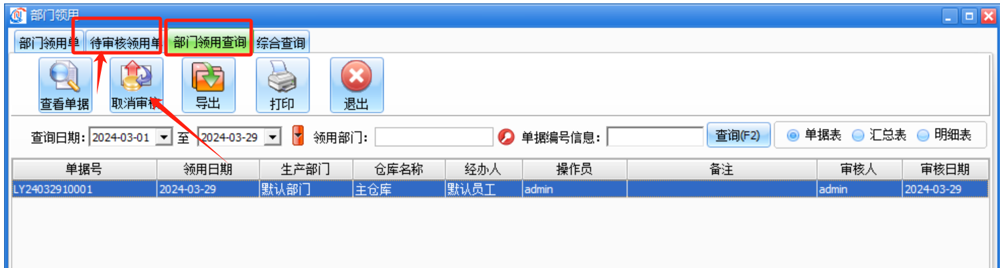 部门领用
部门领用单 待审核领用单 部门领用查询 综合查询
查看单据 取消审核 导出 打印 退出
查询日期: 2024-03-01 至 2024-03-29 领用部门: 单据编号信息: 查询(F2) 单据表 汇总表 明细表
单据号 领用日期 生产部门 仓库名称 经办人 操作员 备注 审核人 审核日期
LY24032910001 2024-03-29 默认部门 主仓库 默认员工 admin admin 2024-03-29